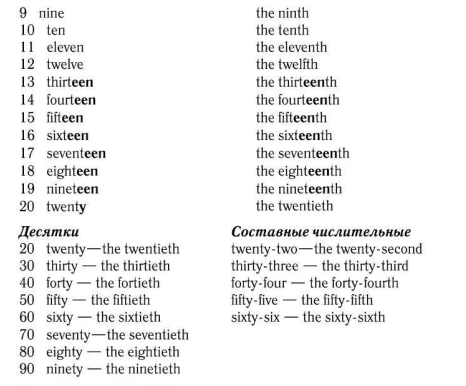 9 nine the ninth
10 ten the tenth
11 eleven the eleventh
12 twelve the twelfth
13 thirteen the thirteenth
14 fourteen the fourteenth
15 fifteen the fifteenth
16 sixteen the sixteenth
17 seventeen the seventeenth
18 eighteen the eighteenth
19 nineteen the nineteenth
20 twenty the twentieth
Десятки Составные числительные
20 twenty—the twentieth twenty-two—the twenty-second
30 thirty — the thirtieth thirty-three — the thirty-third
40 forty — the fortieth forty-four — the forty-fourth
50 fifty — the fiftieth fifty-five — the fifty-fifth
60 sixty — the sixtieth sixty-six — the sixty-sixth
70 seventy—the seventieth
80 eighty — the eightieth
90 ninety — the ninetieth